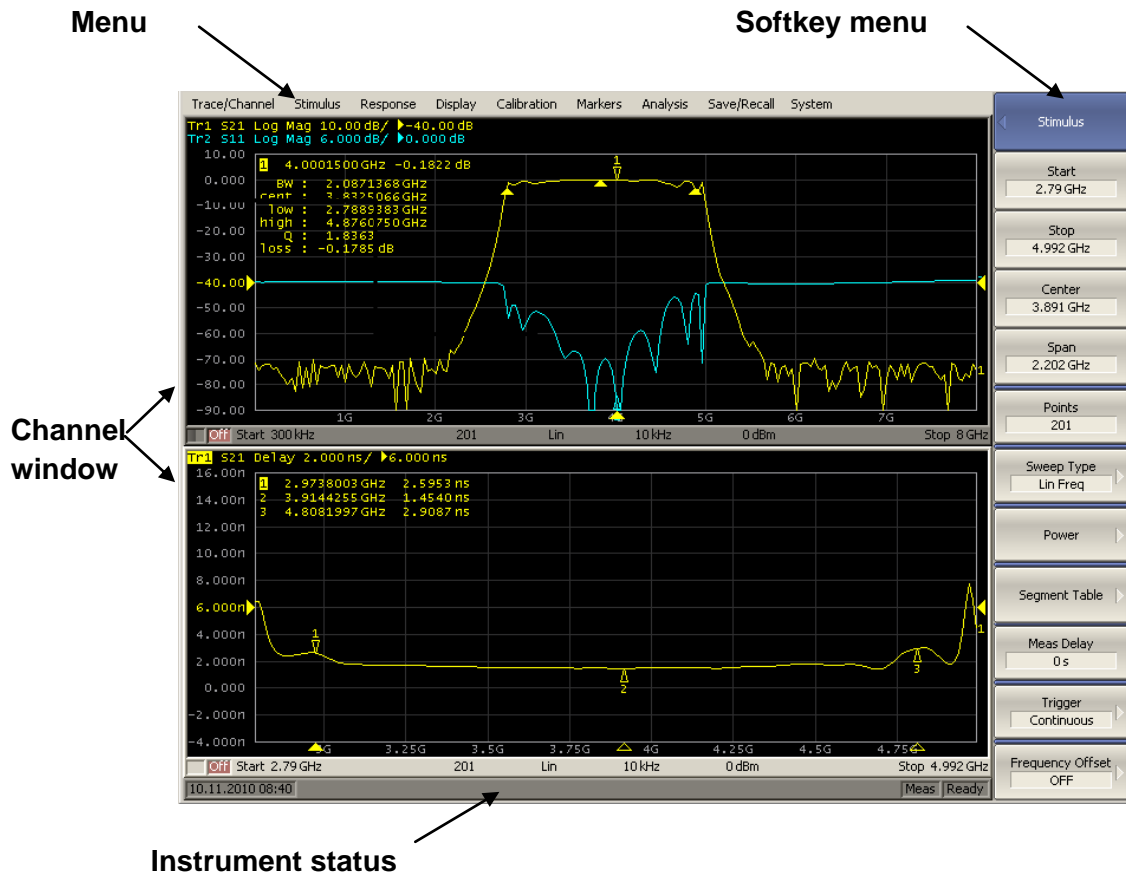 Menu
Softkey menu
Trace/Channel Stimulus Response Display Calibration Markers Analysis Save/Recall System
Tr1 S21 Log Mag 10.00 dB/ ▶-40.00 dB
Tr2 S11 Log Mag 6.000 dB/ ▶0.000 dB
10.00
0.000
-10.00
-20.00
-30.00
-40.00
-50.00
-60.00
-70.00
-80.00
-90.00
1 4.0001500 GHz -0.1822 dB
BW : 2.0871368 GHz
cent : 3.8325066 GHz
low : 2.7889383 GHz
high : 4.8760750 GHz
Q : 1.8363
loss : -0.1785 dB
1
1
1G 2G 3G 5G 6G 7G
Off Start 300 kHz 201 Lin 10 kHz 0 dBm Stop 8 GHz
Channel
window
Tr1 S21 Delay 2.000 ns/ ▶6.000 ns
16.00n
14.00n
12.00n
10.00n
8.000n
6.000n
4.000n
2.000n
0.000
-2.000n
-4.000n
1 2.9738003 GHz 2.5953 ns
2 3.9144255 GHz 1.4540 ns
3 4.8081997 GHz 2.9087 ns
1
2
3
1
3.25G 3.5G 3.75G 4G 4.25G 4.5G
Off Start 2.79 GHz 201 Lin 10 kHz 0 dBm Stop 4.992 GHz
10.11.2010 08:40 Meas Ready
Stimulus
Start
2.79 GHz
Stop
4.992 GHz
Center
3.891 GHz
Span
2.202 GHz
Points
201
Sweep Type
Lin Freq
Power
Segment Table
Meas Delay
0 s
Trigger
Continuous
Frequency Offset
OFF
Instrument status